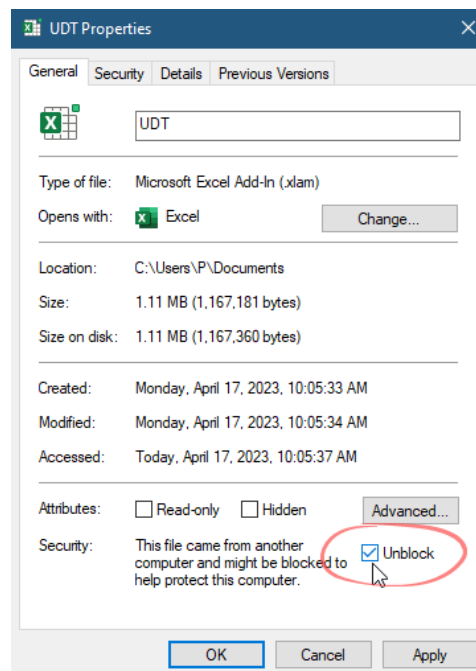 UDT Properties
General Security Details Previous Versions
UDT
Type of file: Microsoft Excel Add-In (.xlam)
Opens with: Excel Change...
Location: C:\Users\P\Documents
Size: 1.11 MB (1,167,181 bytes)
Size on disk: 1.11 MB (1,167,360 bytes)
Created: Monday, April 17, 2023, 10:05:33 AM
Modified: Monday, April 17, 2023, 10:05:34 AM
Accessed: Today, April 17, 2023, 10:05:37 AM
Attributes: Read-only Hidden Advanced...
Security: This file came from another
computer and might be blocked to Unblock
help protect this computer.
OK Cancel Apply